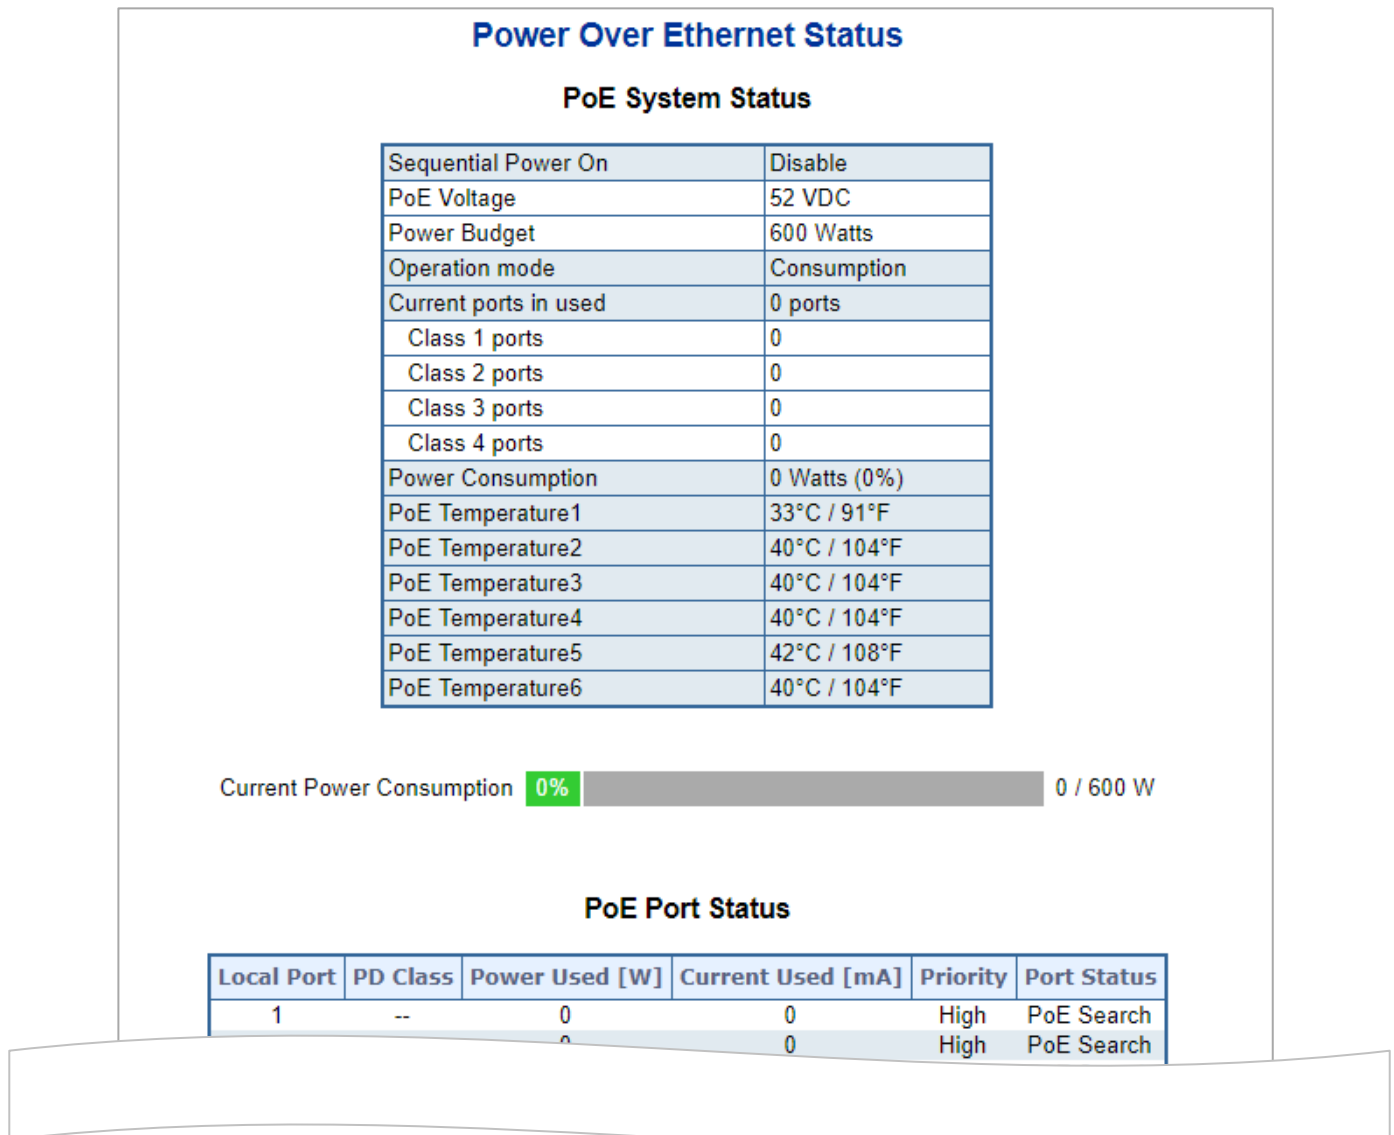 Power Over Ethernet Status
PoE System Status
Sequential Power On Disable
PoE Voltage 52 VDC
Power Budget 600 Watts
Operation mode Consumption
Current ports in used 0 ports
Class 1 ports 0
Class 2 ports 0
Class 3 ports 0
Class 4 ports 0
Power Consumption 0 Watts (0%)
PoE Temperature1 33°C / 91°F
PoE Temperature2 40°C / 104°F
PoE Temperature3 40°C / 104°F
PoE Temperature4 40°C / 104°F
PoE Temperature5 42°C / 108°F
PoE Temperature6 40°C / 104°F
Current Power Consumption 0% 0 / 600 W
PoE Port Status
Local Port PD Class Power Used [W] Current Used [mA] Priority Port Status
1 -- 0 0 High PoE Search
0 High PoE Search